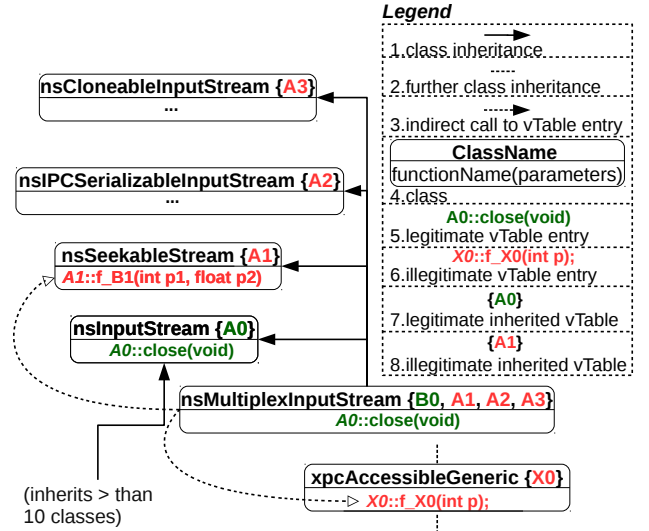 nsCloneableInputStream {A3}
...
nsIPCSerializableInputStream {A2}
...
nsSeekableStream {A1}
A1::f_B1(int p1, float p2)
nsInputStream {A0}
A0::close(void)
nsMultiplexInputStream {B0, A1, A2, A3}
A0::close(void)
xpcAccessibleGeneric {X0}
X0::f_X0(int p);
(inherits > than
10 classes)
Legend
1.class inheritance
2.further class inheritance
3.indirect call to vTable entry
ClassName
functionName(parameters)
4.class
A0::close(void)
5.legitimate vTable entry
X0::f_X0(int p);
6.illegitimate vTable entry
{A0}
7.legitimate inherited vTable
{A1}
8.illegitimate inherited vTable